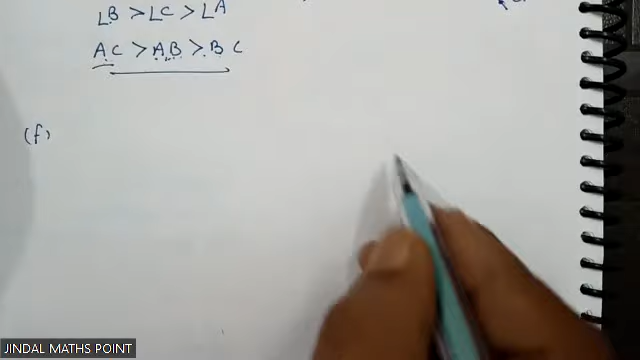 ∠B > ∠C > ∠A
AC > AB > BC
(f)
JINDAL MATHS POINT